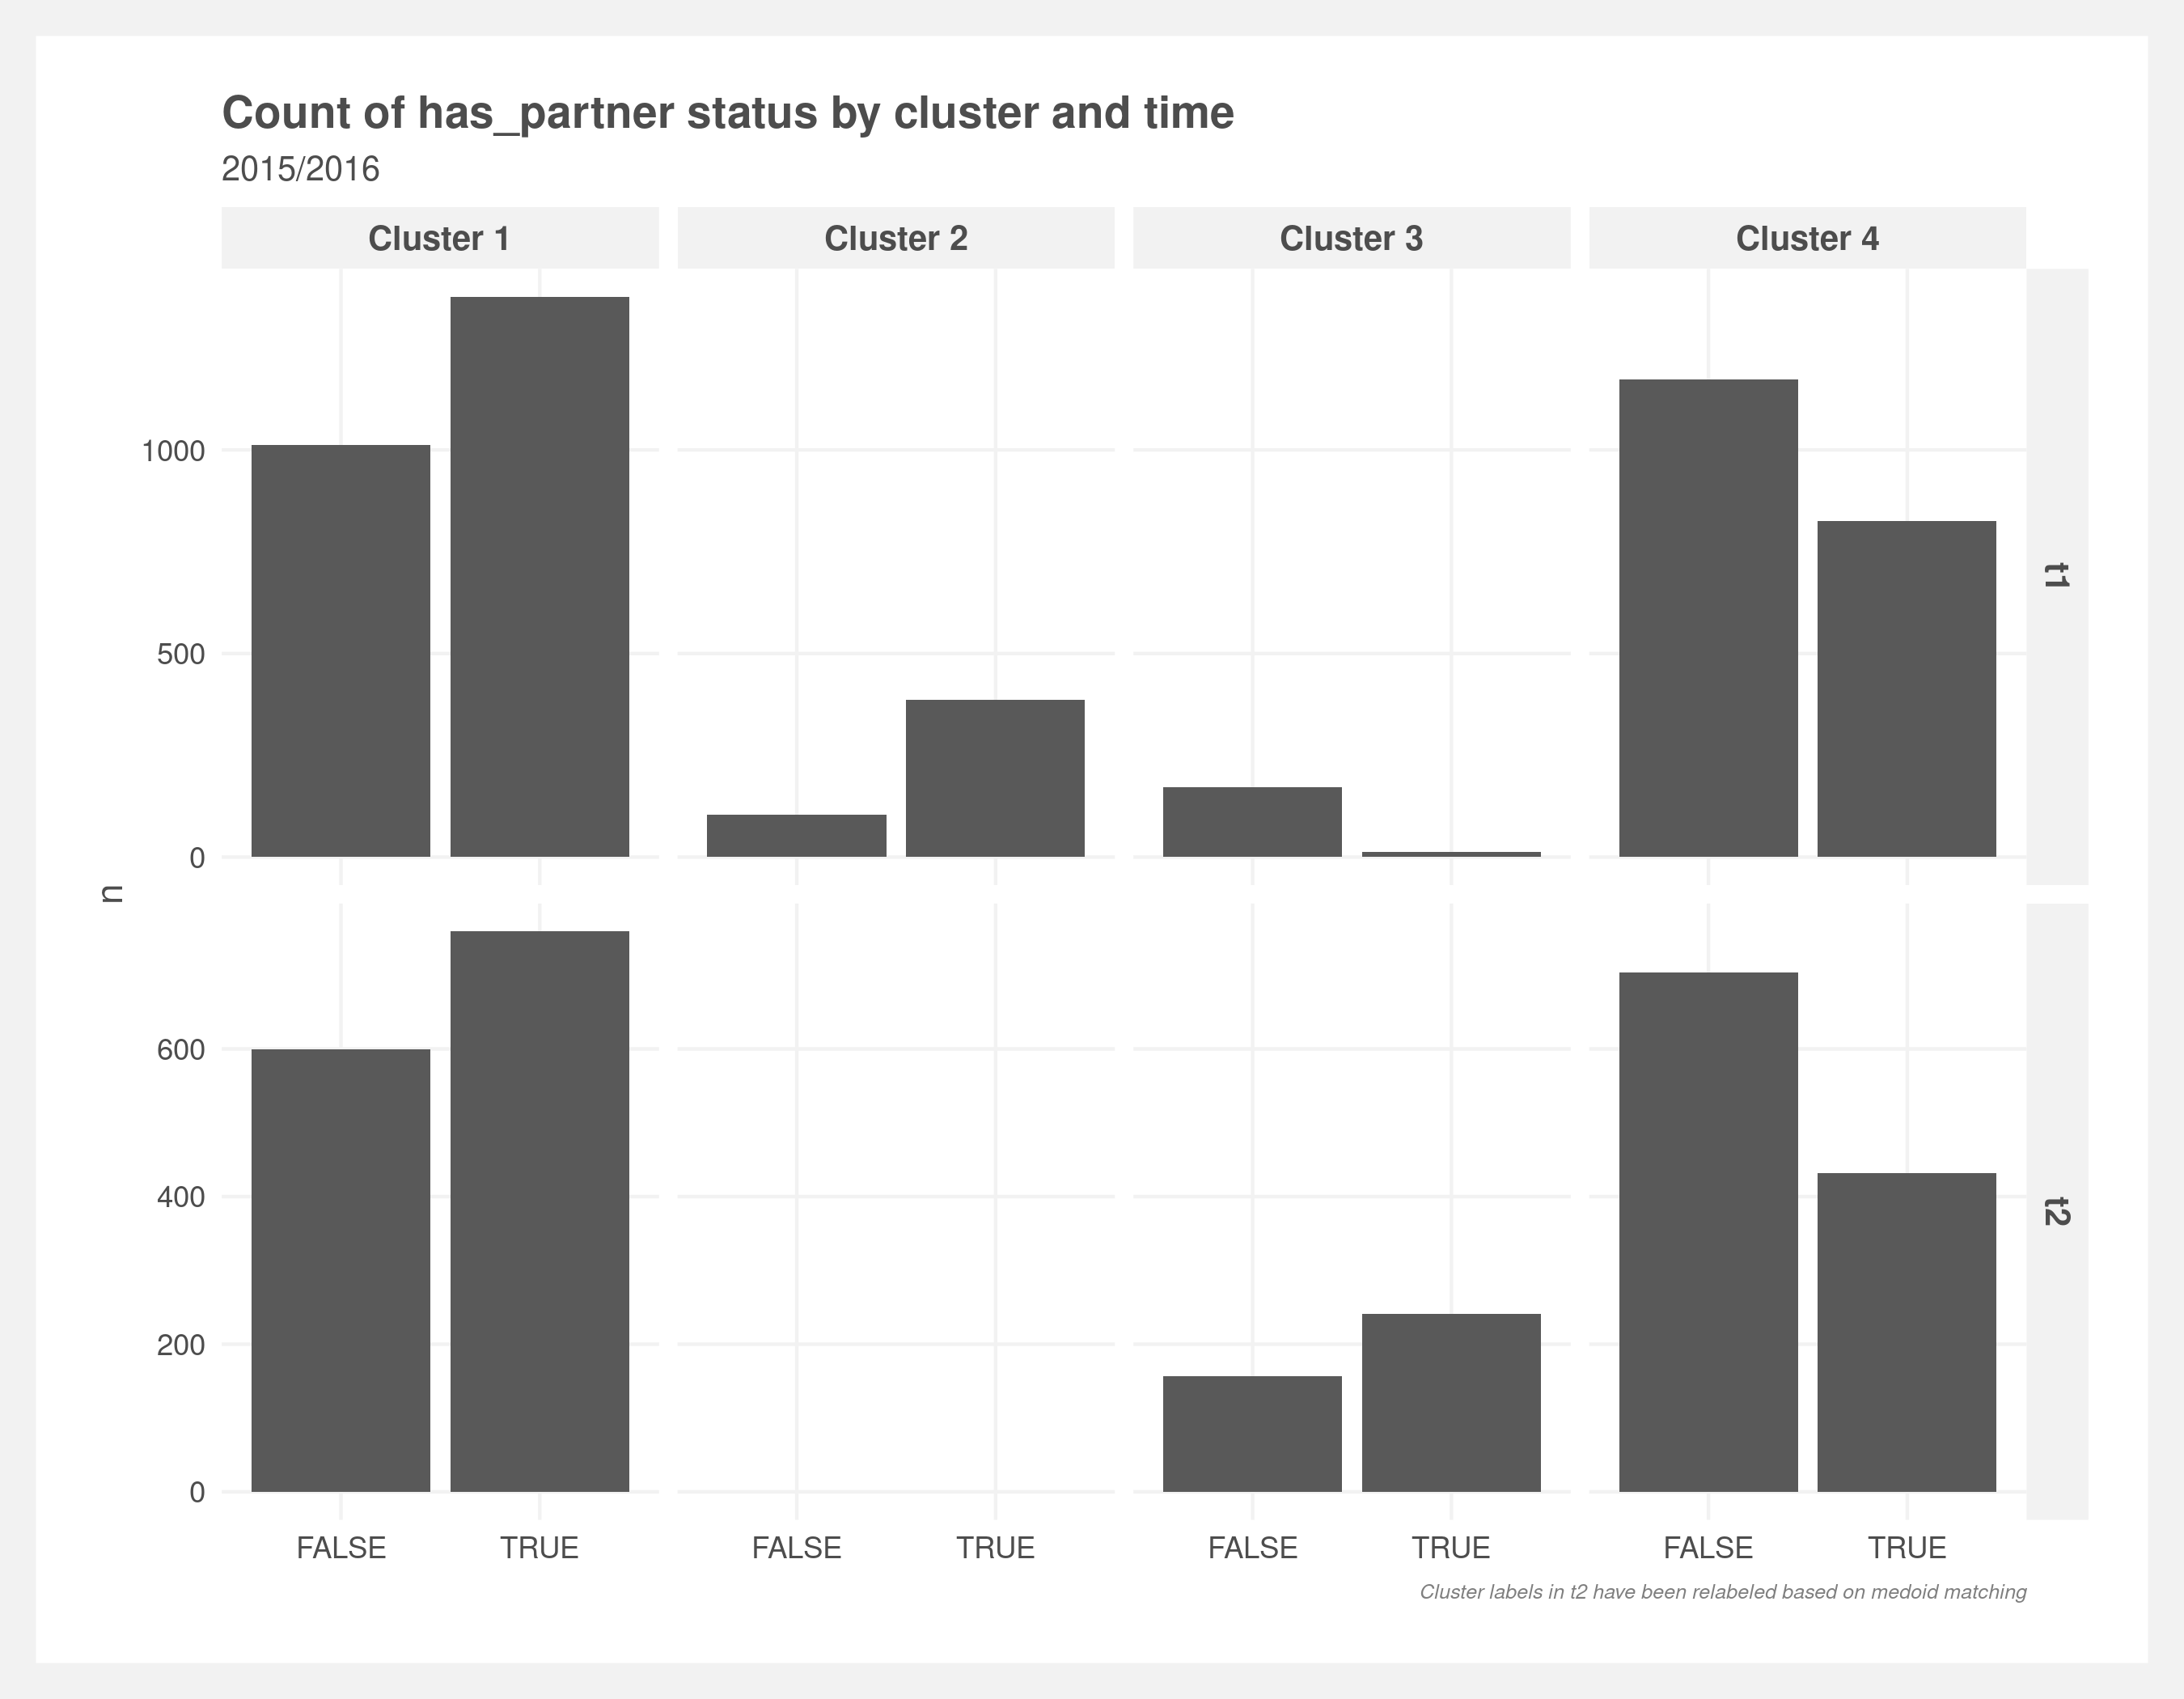 Count of has_partner status by cluster and time
2015/2016
Cluster 1 Cluster 2 Cluster 3 Cluster 4
1000
500
0
t1
n
600
400
200
0
t2
FALSE TRUE FALSE TRUE FALSE TRUE FALSE TRUE
Cluster labels in t2 have been relabeled based on medoid matching